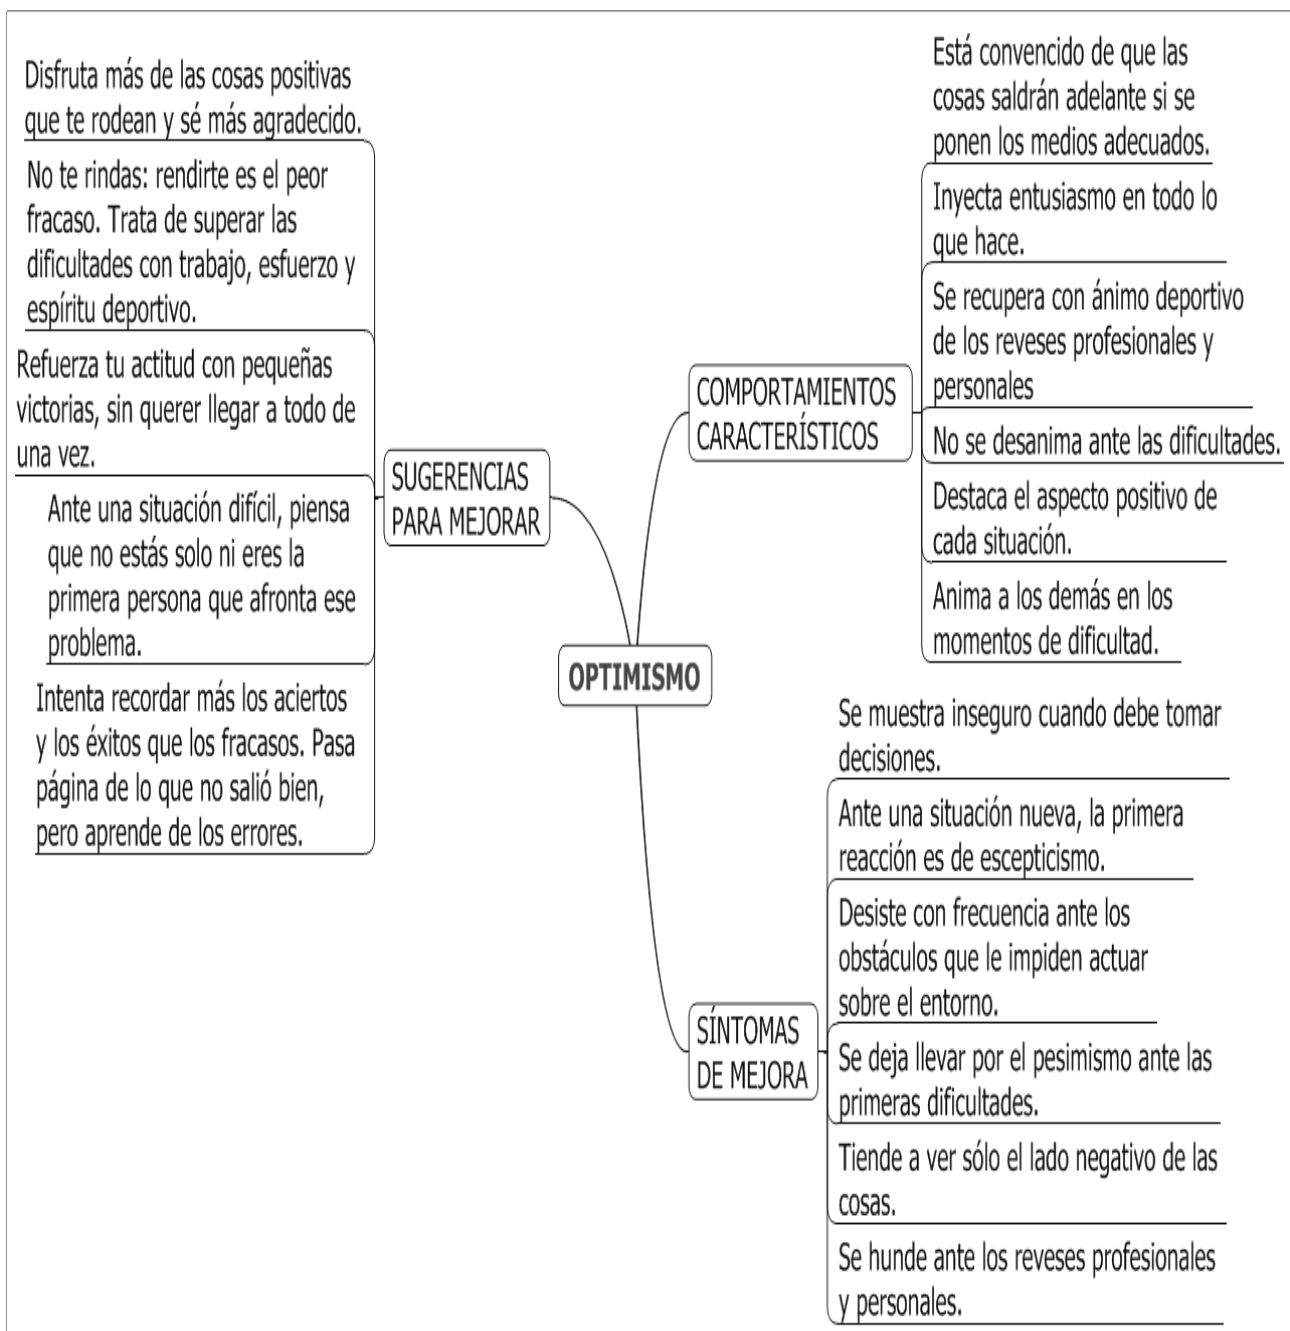 Disfruta más de las cosas positivas
que te rodean y sé más agradecido.
No te rindas: rendirte es el peor
fracaso. Trata de superar las
dificultades con trabajo, esfuerzo y
espíritu deportivo.
Refuerza tu actitud con pequeñas
victorias, sin querer llegar a todo de
una vez.
Ante una situación difícil, piensa
que no estás solo ni eres la
primera persona que afronta ese
problema.
Intenta recordar más los aciertos
y los éxitos que los fracasos. Pasa
página de lo que no salió bien,
pero aprende de los errores.
SUGERENCIAS
PARA MEJORAR
OPTIMISMO
COMPORTAMIENTOS
CARACTERÍSTICOS
Está convencido de que las
cosas saldrán adelante si se
ponen los medios adecuados.
Inyecta entusiasmo en todo lo
que hace.
Se recupera con ánimo deportivo
de los reveses profesionales y
personales
No se desanima ante las dificultades.
Destaca el aspecto positivo de
cada situación.
Anima a los demás en los
momentos de dificultad.
SÍNTOMAS
DE MEJORA
Se muestra inseguro cuando debe tomar
decisiones.
Ante una situación nueva, la primera
reacción es de escepticismo.
Desiste con frecuencia ante los
obstáculos que le impiden actuar
sobre el entorno.
Se deja llevar por el pesimismo ante las
primeras dificultades.
Tiende a ver sólo el lado negativo de las
cosas.
Se hunde ante los reveses profesionales
y personales.